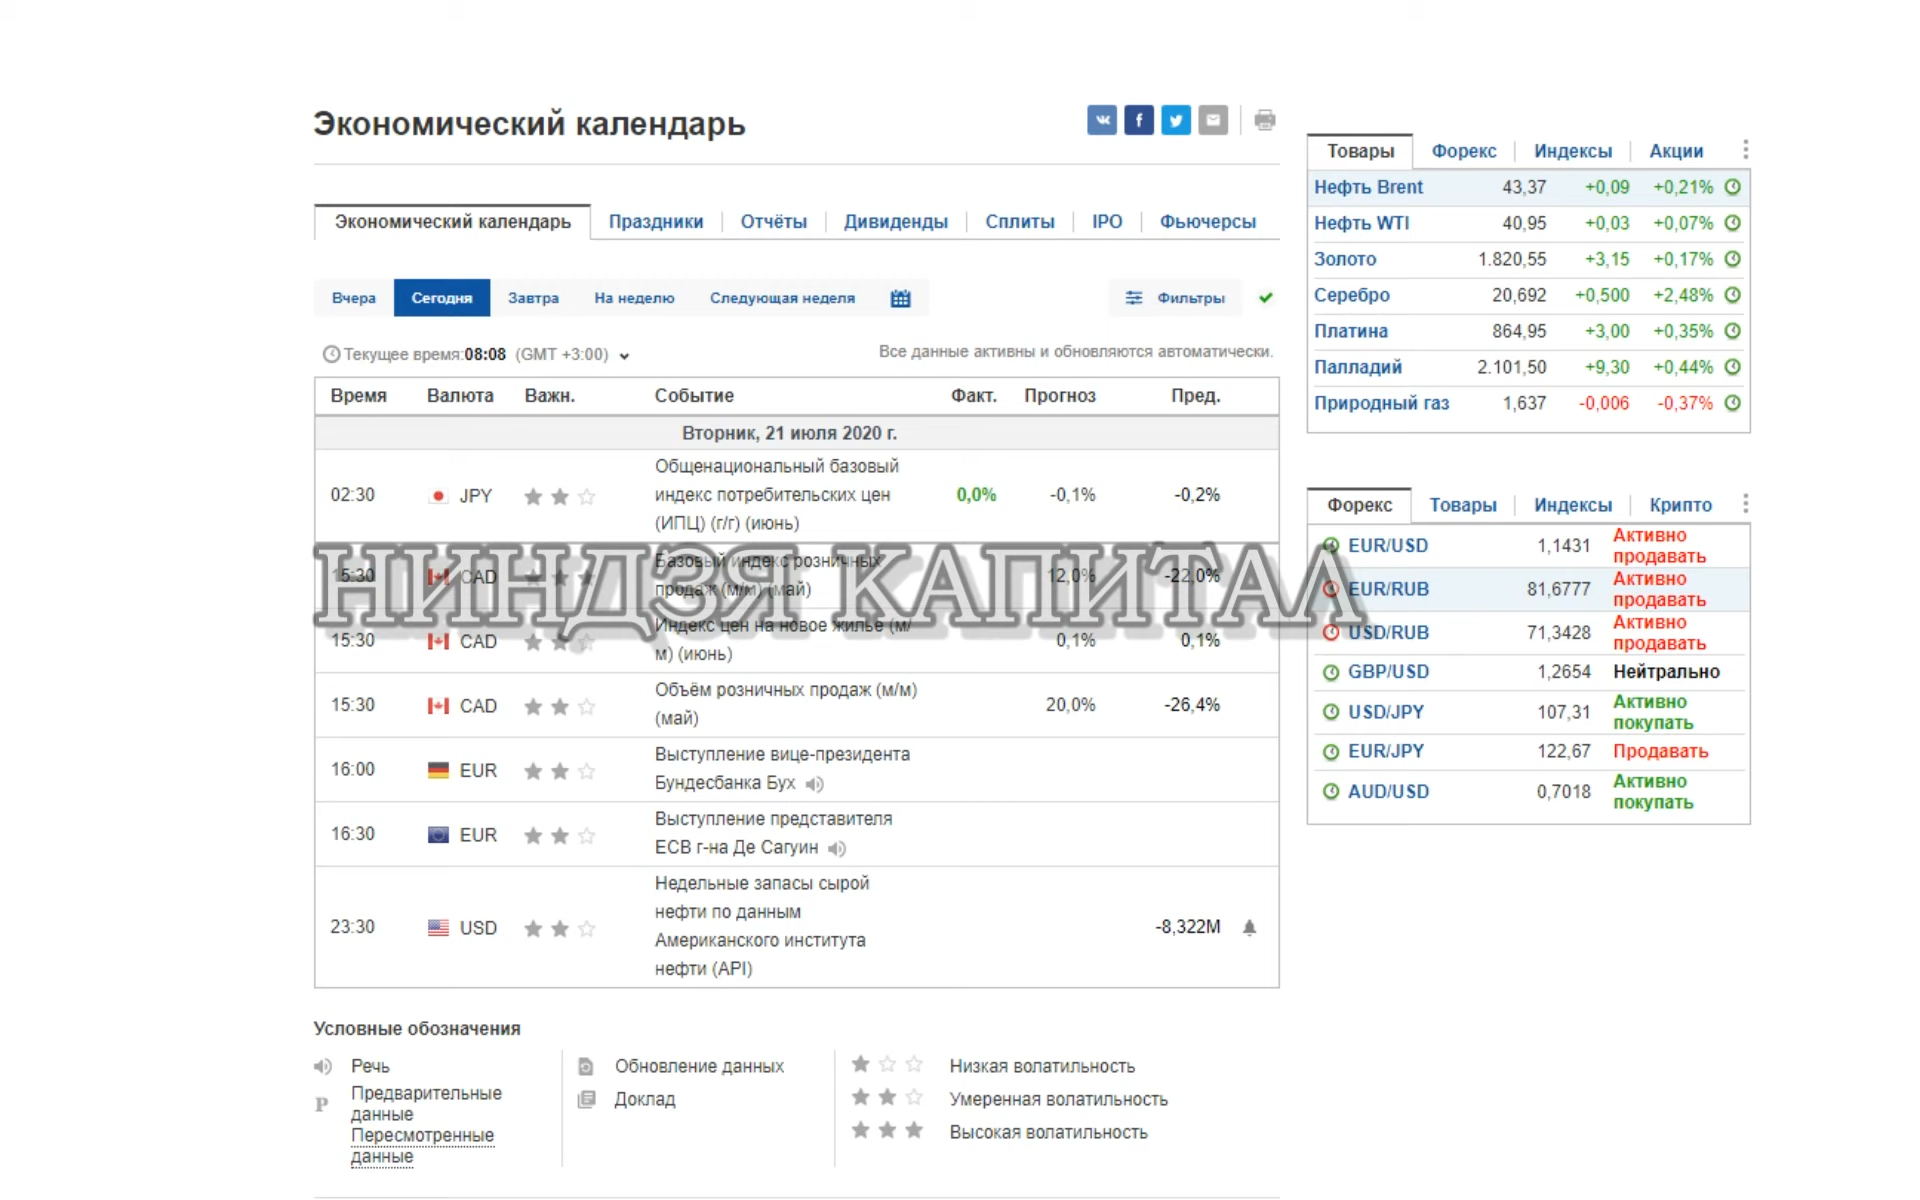 Экономический календарь
Экономический календарь Праздники Отчёты Дивиденды Сплиты IPO Фьючерсы
Вчера Сегодня Завтра На неделю Следующая неделя Фильтры
Текущее время:08:08 (GMT +3:00) Все данные активны и обновляются автоматически.
Время Валюта Важн. Событие Факт. Прогноз Пред.
Вторник, 21 июля 2020 г.
02:30 JPY Общенациональный базовый
индекс потребительских цен 0,0% -0,1% -0,2%
(ИПЦ) (г/г) (июнь)
НИНДЗЯ КАПИТАЛ
15:30 CAD Базовый индекс розничных 12,0% -22,0%
продаж (м/м) (май)
15:30 CAD Индекс цен на новое жильё (м/ 0,1% 0,1%
м) (июнь)
15:30 CAD Объём розничных продаж (м/м) 20,0% -26,4%
(май)
16:00 EUR Выступление вице-президента
Бундесбанка Бух
16:30 EUR Выступление представителя
ЕСВ г-на Де Сагуин
23:30 USD Недельные запасы сырой -8,322M
нефти по данным
Американского института
нефти (API)
Условные обозначения
Речь
P Предварительные
данные
Пересмотренные
данные
Обновление данных
Доклад
Низкая волатильность
Умеренная волатильность
Высокая волатильность
Товары Форекс Индексы Акции
Нефть Brent 43,37 +0,09 +0,21%
Нефть WTI 40,95 +0,03 +0,07%
Золото 1.820,55 +3,15 +0,17%
Серебро 20,692 +0,500 +2,48%
Платина 864,95 +3,00 +0,35%
Палладий 2.101,50 +9,30 +0,44%
Природный газ 1,637 -0,006 -0,37%
Форекс Товары Индексы Крипто
EUR/USD 1,1431 Активно
продавать
EUR/RUB 81,6777 Активно
продавать
USD/RUB 71,3428 Активно
продавать
GBP/USD 1,2654 Нейтрально
USD/JPY 107,31 Активно
покупать
EUR/JPY 122,67 Продавать
AUD/USD 0,7018 Активно
покупать